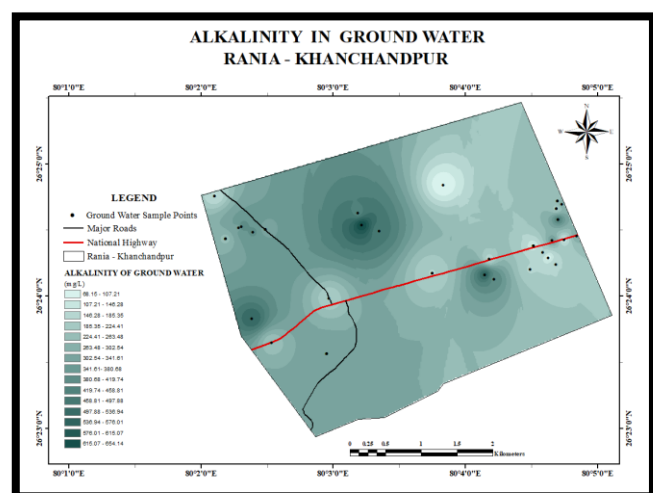 ALKALINITY IN GROUND WATER
RANIA - KHANCHANDPUR
80°1'0"E 80°2'0"E 80°3'0"E 80°4'0"E 80°5'0"E
N
W E
S
26°25'0"N 26°25'0"N
LEGEND
Ground Water Sample Points
Major Roads
National Highway
Rania - Khanchandpur
ALKALINITY OF GROUND WATER
(mg/L)
68.15 - 107.21
107.21 - 146.28
146.28 - 185.35
185.35 - 224.41
224.41 - 263.48
263.48 - 302.54
302.54 - 341.61
341.61 - 380.68
380.68 - 419.74
419.74 - 458.81
458.81 - 497.88
497.88 - 536.94
536.94 - 576.01
576.01 - 615.07
615.07 - 654.14
26°24'0"N 26°24'0"N
26°23'0"N 26°23'0"N
0 0.25 0.5 1 1.5 2
Kilometers
80°1'0"E 80°2'0"E 80°3'0"E 80°4'0"E 80°5'0"E